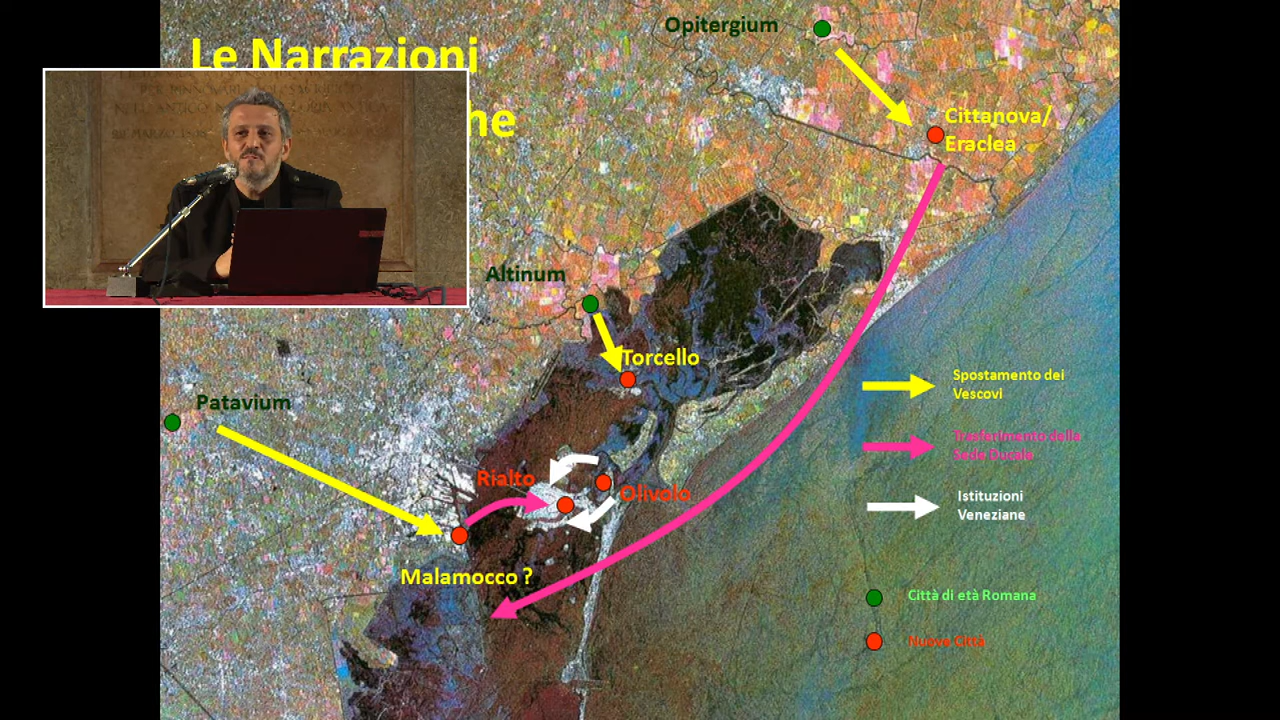 Opitergium
Le Narrazioni
he
Cittanova/
Eraclea
Altinum
Torcello
Patavium
Spostamento dei
Vescovi
Trasferimento della
Sede Ducale
Rialto
Olivolo
Istituzioni
Veneziane
Malamocco ?
Città di età Romana
Nuove Città